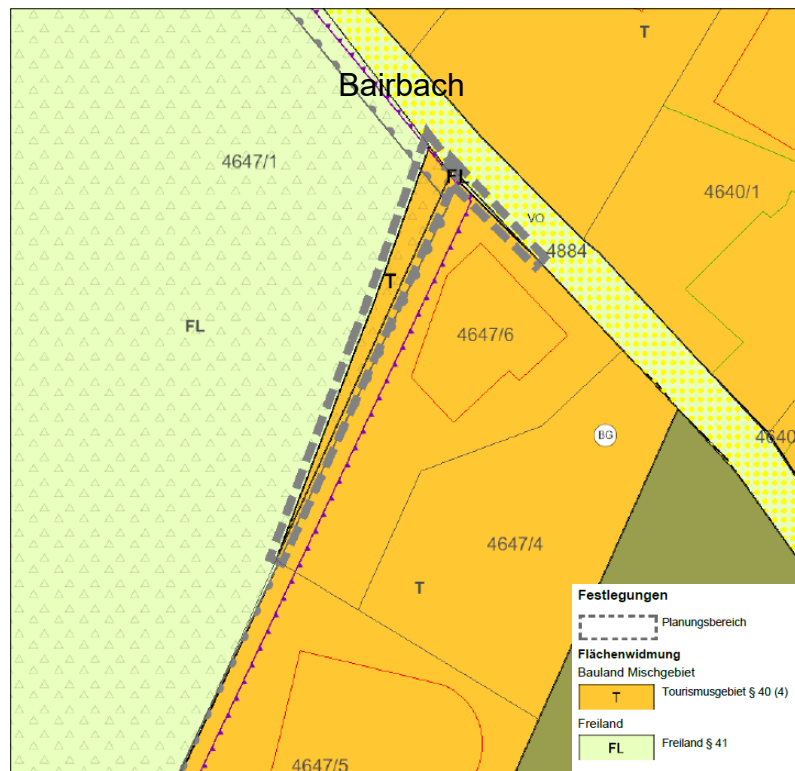 T
Bairbach
4647/1
FL
4640/1
VO
4884
T
FL
4647/6
4640
BG
4647/4
T
4647/5
Festlegungen
Planungsbereich
Flächenwidmung
Bauland Mischgebiet
T Tourismusgebiet § 40 (4)
Freiland
FL Freiland § 41